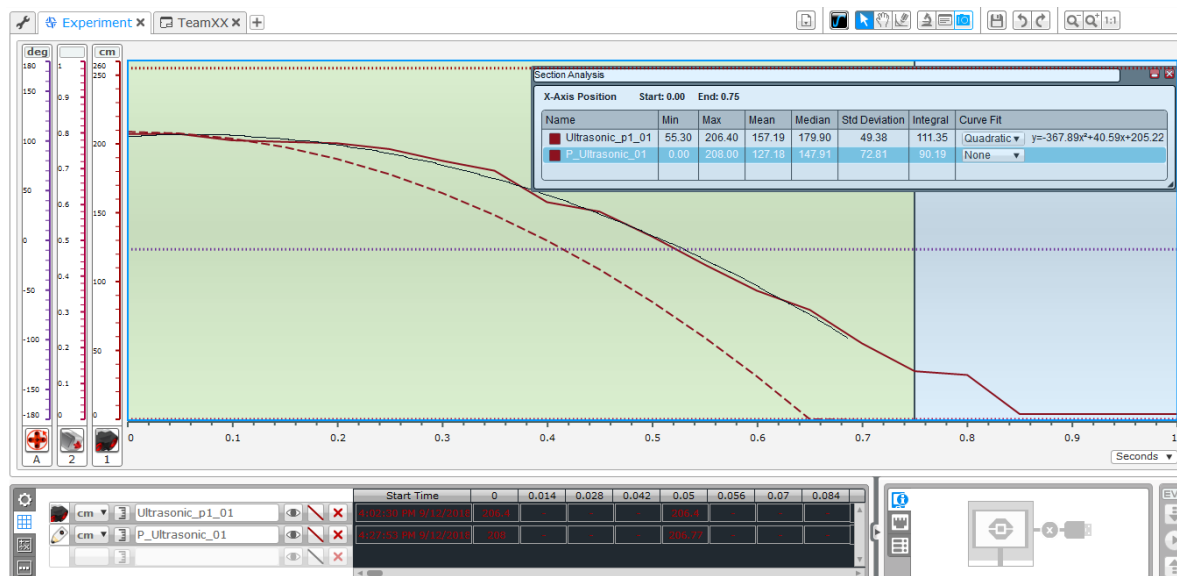 Experiment TeamXX
1:1
deg cm
180 1 260
250
150 0.9
0.8
100 200
0.7
50 0.6 150
0 0.5
0.4 100
-50
0.3
-100 0.2 50
-150 0.1
-180 0 0
A 2 1
0 0.1 0.2 0.3 0.4 0.5 0.6 0.7 0.8 0.9 1
Seconds
Section Analysis
X-Axis Position Start: 0.00 End: 0.75
Name Min Max Mean Median Std Deviation Integral Curve Fit
Ultrasonic_p1_01 55.30 206.40 157.19 179.90 49.38 111.35 Quadratic y=-367.89x²+40.59x+205.22
P_Ultrasonic_01 0.00 208.00 127.18 147.91 72.81 90.19 None
Start Time 0 0.014 0.028 0.042 0.05 0.056 0.07 0.084
cm Ultrasonic_p1_01 206.4 206.4
cm P_Ultrasonic_01
cm
EV